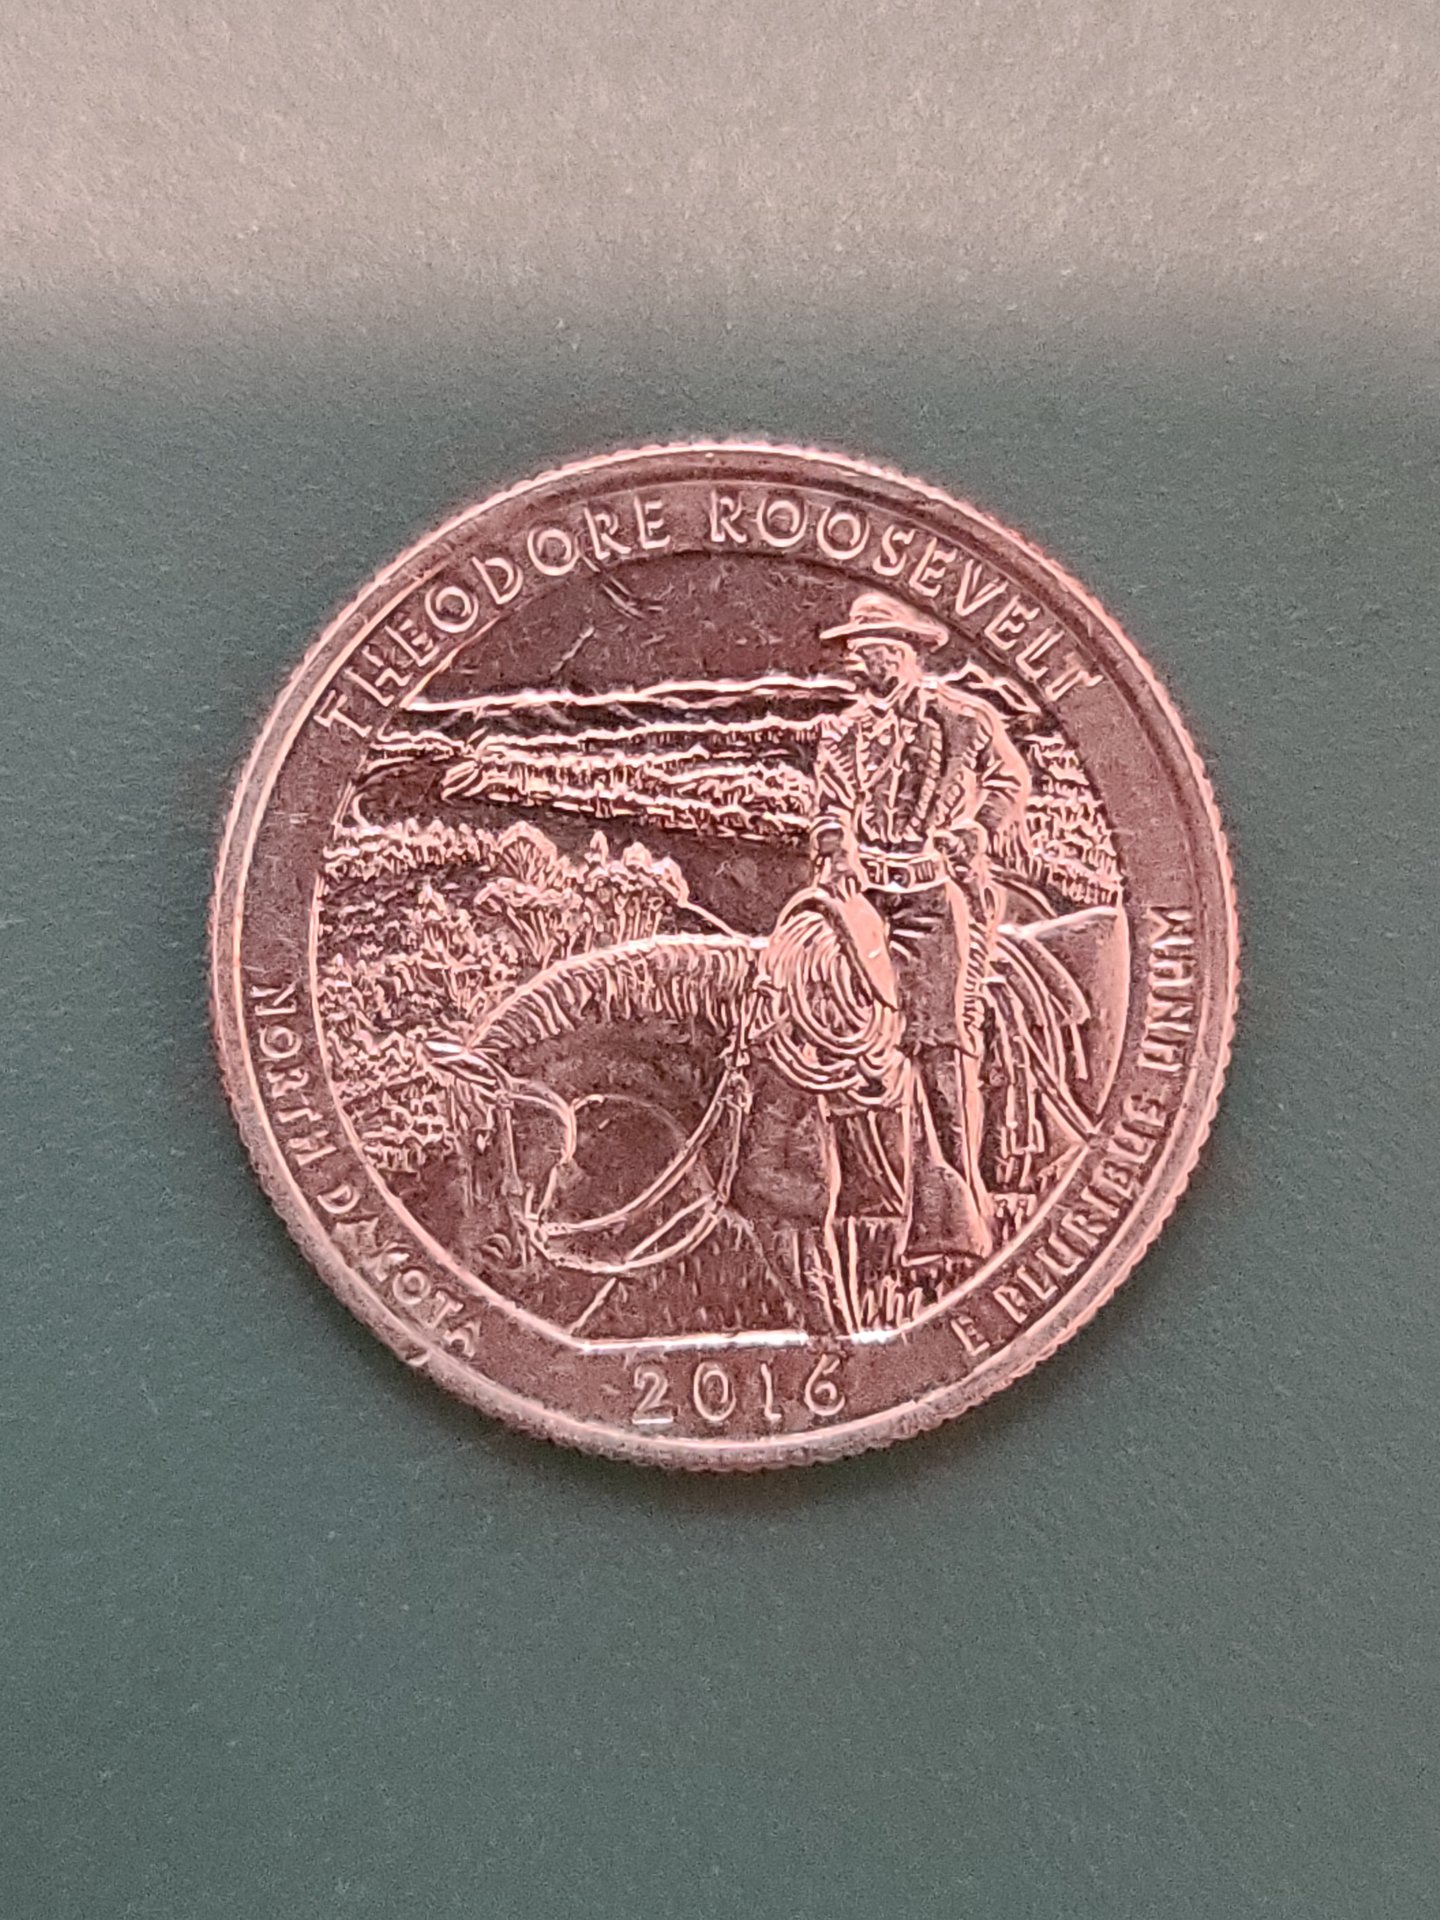 THEODORE ROOSEVELT
NORTH DAKOTA
2016
E PLURIBUS UNUM